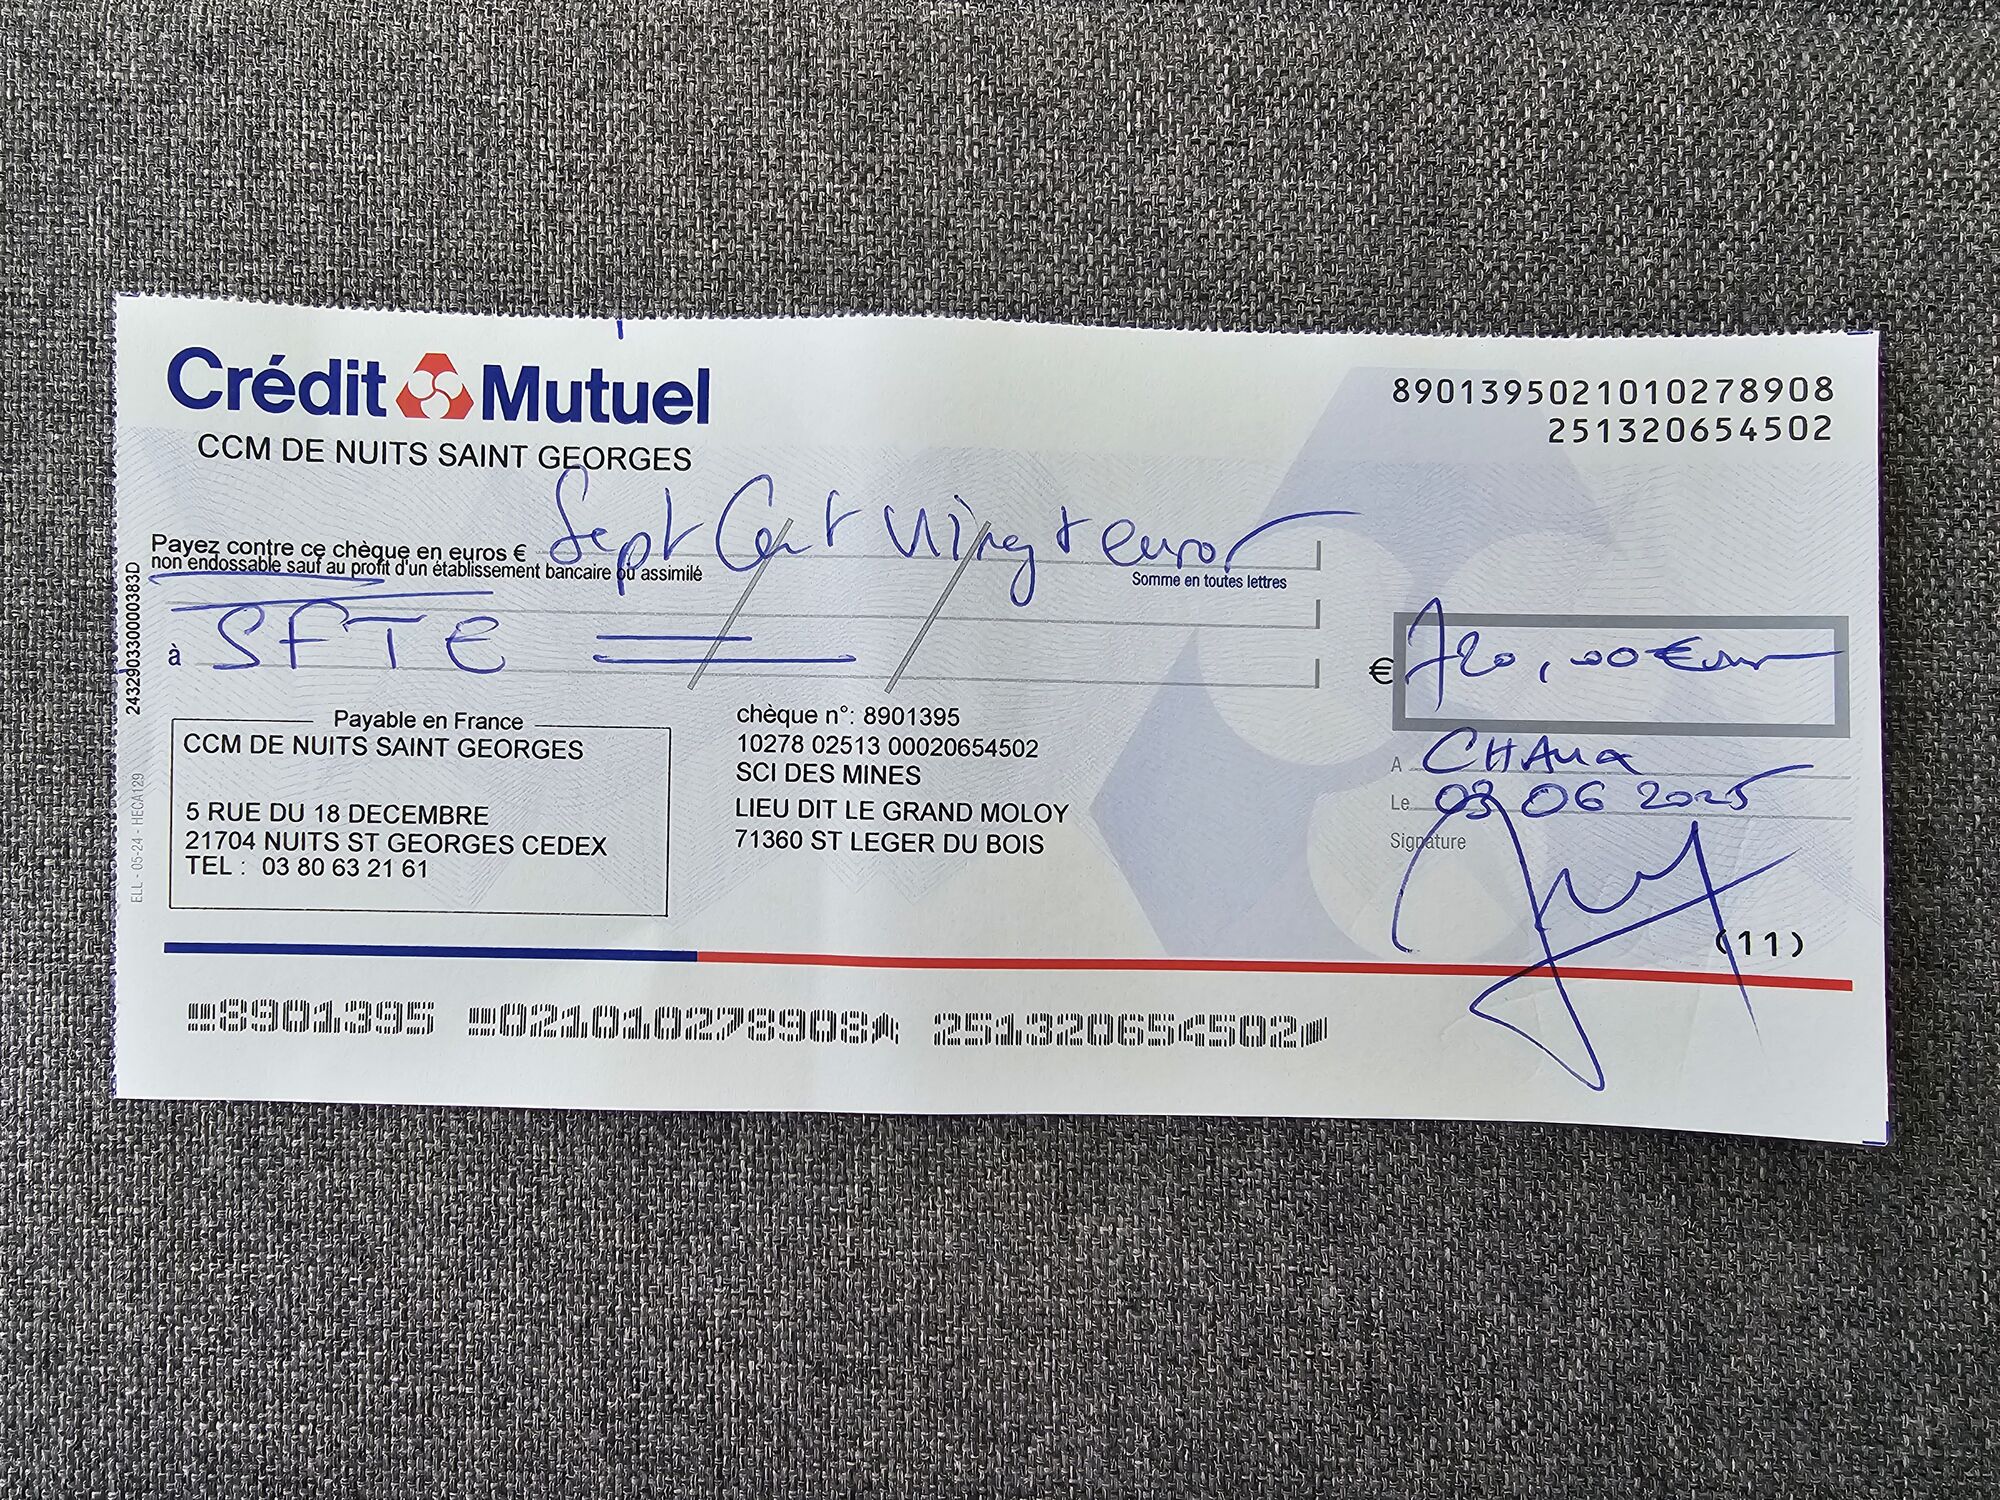 Crédit Mutuel
CCM DE NUITS SAINT GEORGES
8901395021010278908
251320654502
Payez contre ce chèque en euros € Sept Cent vingt euros
non endossable sauf au profit d'un établissement bancaire ou assimilé
Somme en toutes lettres
à SFTE
€ 720,00 €
243290330000383D
ELL - 05-24 - HECA129
Payable en France
CCM DE NUITS SAINT GEORGES
5 RUE DU 18 DECEMBRE
21704 NUITS ST GEORGES CEDEX
TEL : 03 80 63 21 61
chèque n°: 8901395
10278 02513 00020654502
SCI DES MINES
LIEU DIT LE GRAND MOLOY
71360 ST LEGER DU BOIS
A
Le 03 06 2025
Signature
(11)
8901395 021010278908 251320654502